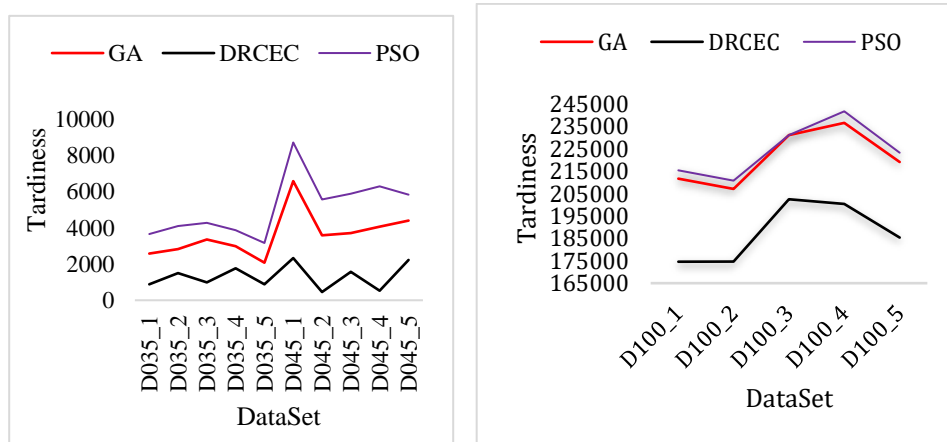 GA DRCEC PSO
Tardiness
10000
8000
6000
4000
2000
0
D035_1
D035_2
D035_3
D035_4
D035_5
D045_1
D045_2
D045_3
D045_4
D045_5
DataSet
GA DRCEC PSO
Tardiness
245000
235000
225000
215000
205000
195000
185000
175000
165000
D100_1
D100_2
D100_3
D100_4
D100_5
DataSet